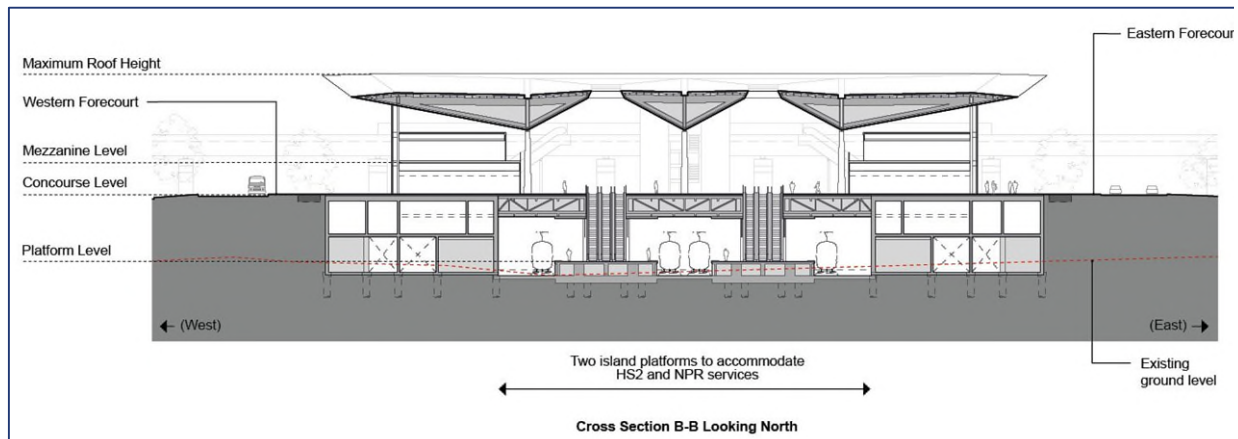 Maximum Roof Height
Western Forecourt
Mezzanine Level
Concourse Level
Platform Level
Eastern Forecour
(West)
(East)
Two island platforms to accommodate
HS2 and NPR services
Existing
ground level
Cross Section B-B Looking North